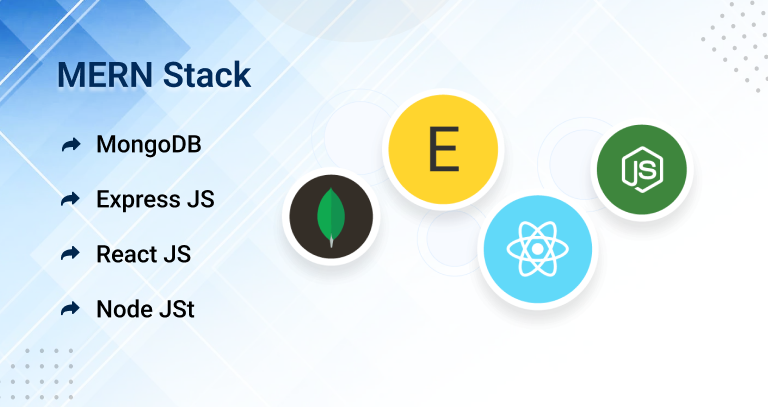 MERN Stack
MongoDB
Express JS
React JS
Node JSt
E
JS